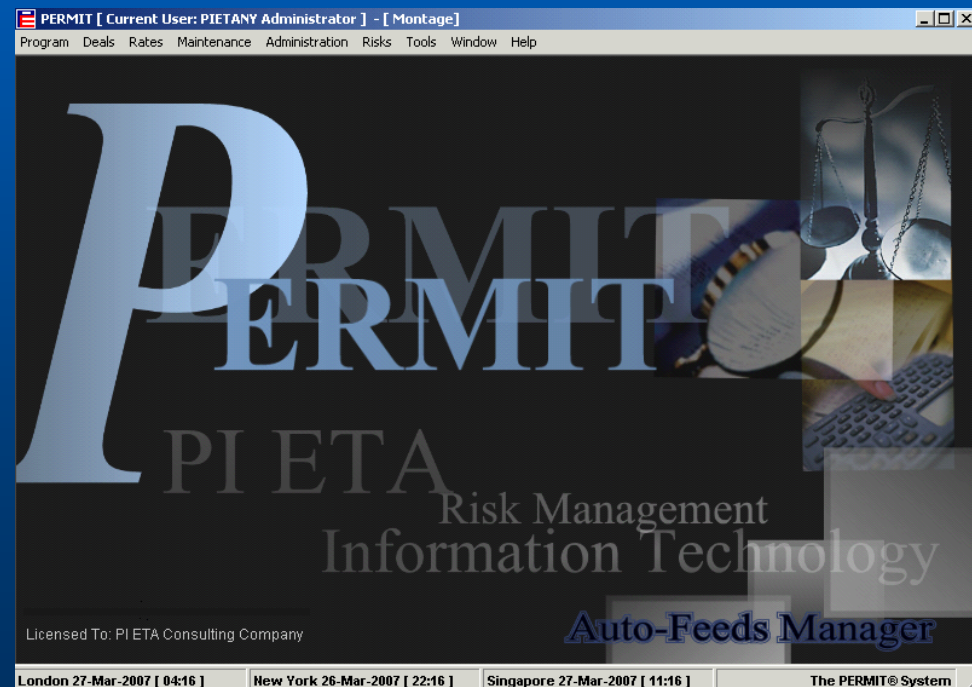 PERMIT [ Current User: PIETANY Administrator ] - [ Montage]
Program Deals Rates Maintenance Administration Risks Tools Window Help
P
ERMIT
PERMIT
PI ETA
Risk Management
Information Technology
Auto-Feeds Manager
Licensed To: PI ETA Consulting Company
London 27-Mar-2007 [ 04:16 ] New York 26-Mar-2007 [ 22:16 ] Singapore 27-Mar-2007 [ 11:16 ] The PERMIT® System